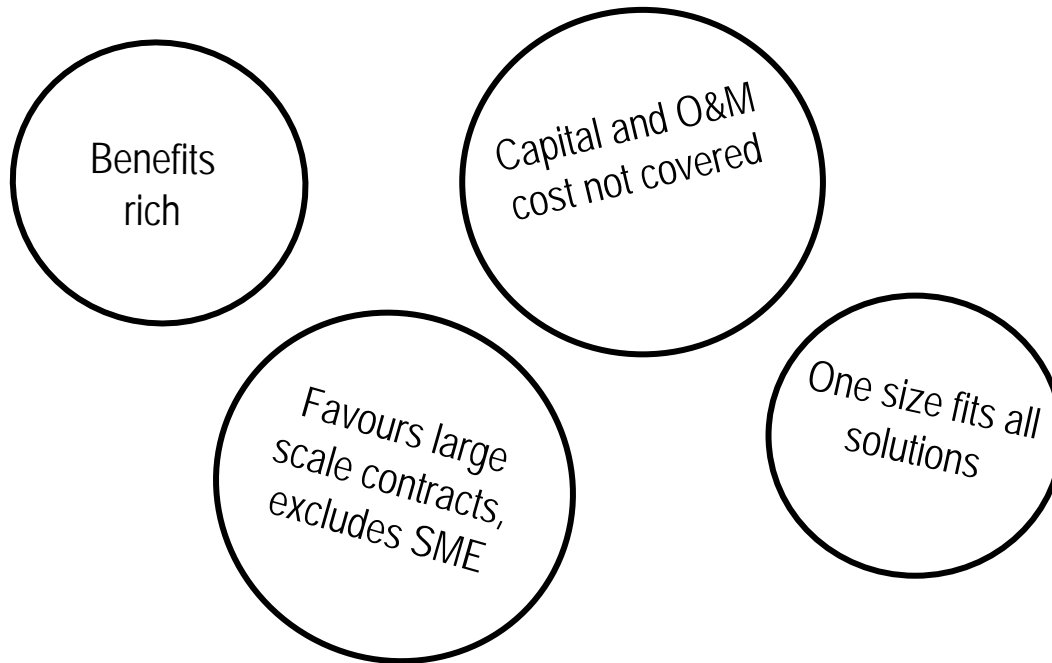 Benefits
rich
Capital and O&M
cost not covered
Favours large
scale contracts,
excludes SME
One size fits all
solutions